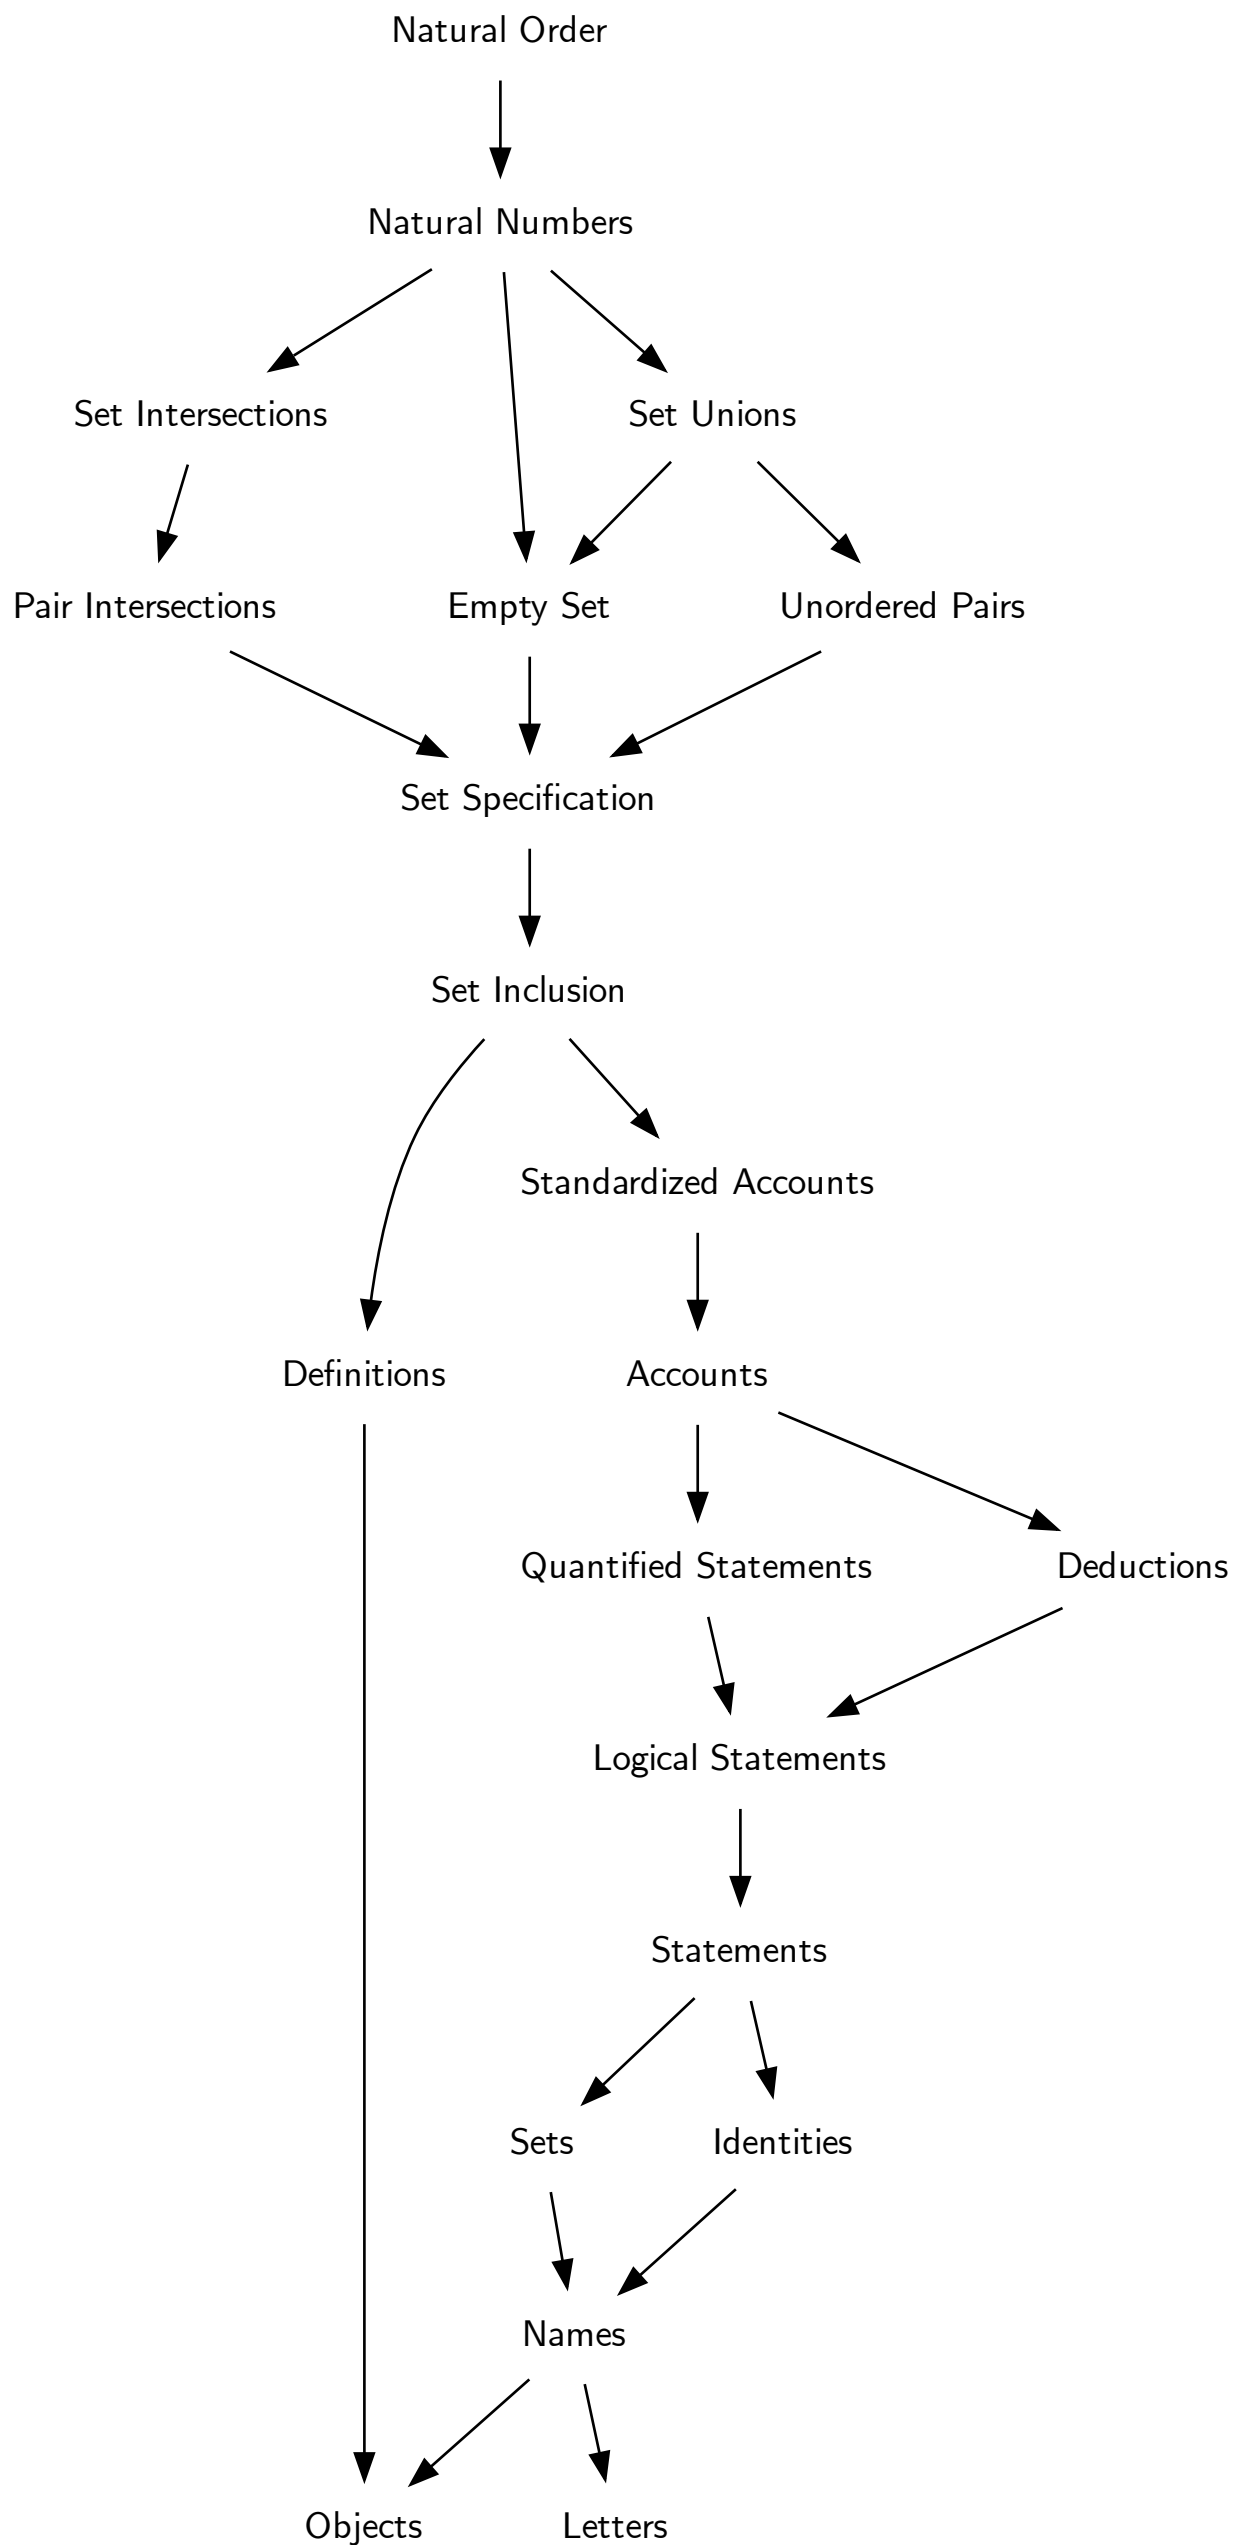 Natural Order
Natural Numbers
Set Intersections
Set Unions
Pair Intersections
Empty Set
Unordered Pairs
Set Specification
Set Inclusion
Standardized Accounts
Definitions
Accounts
Quantified Statements
Deductions
Logical Statements
Statements
Sets
Identities
Names
Objects
Letters